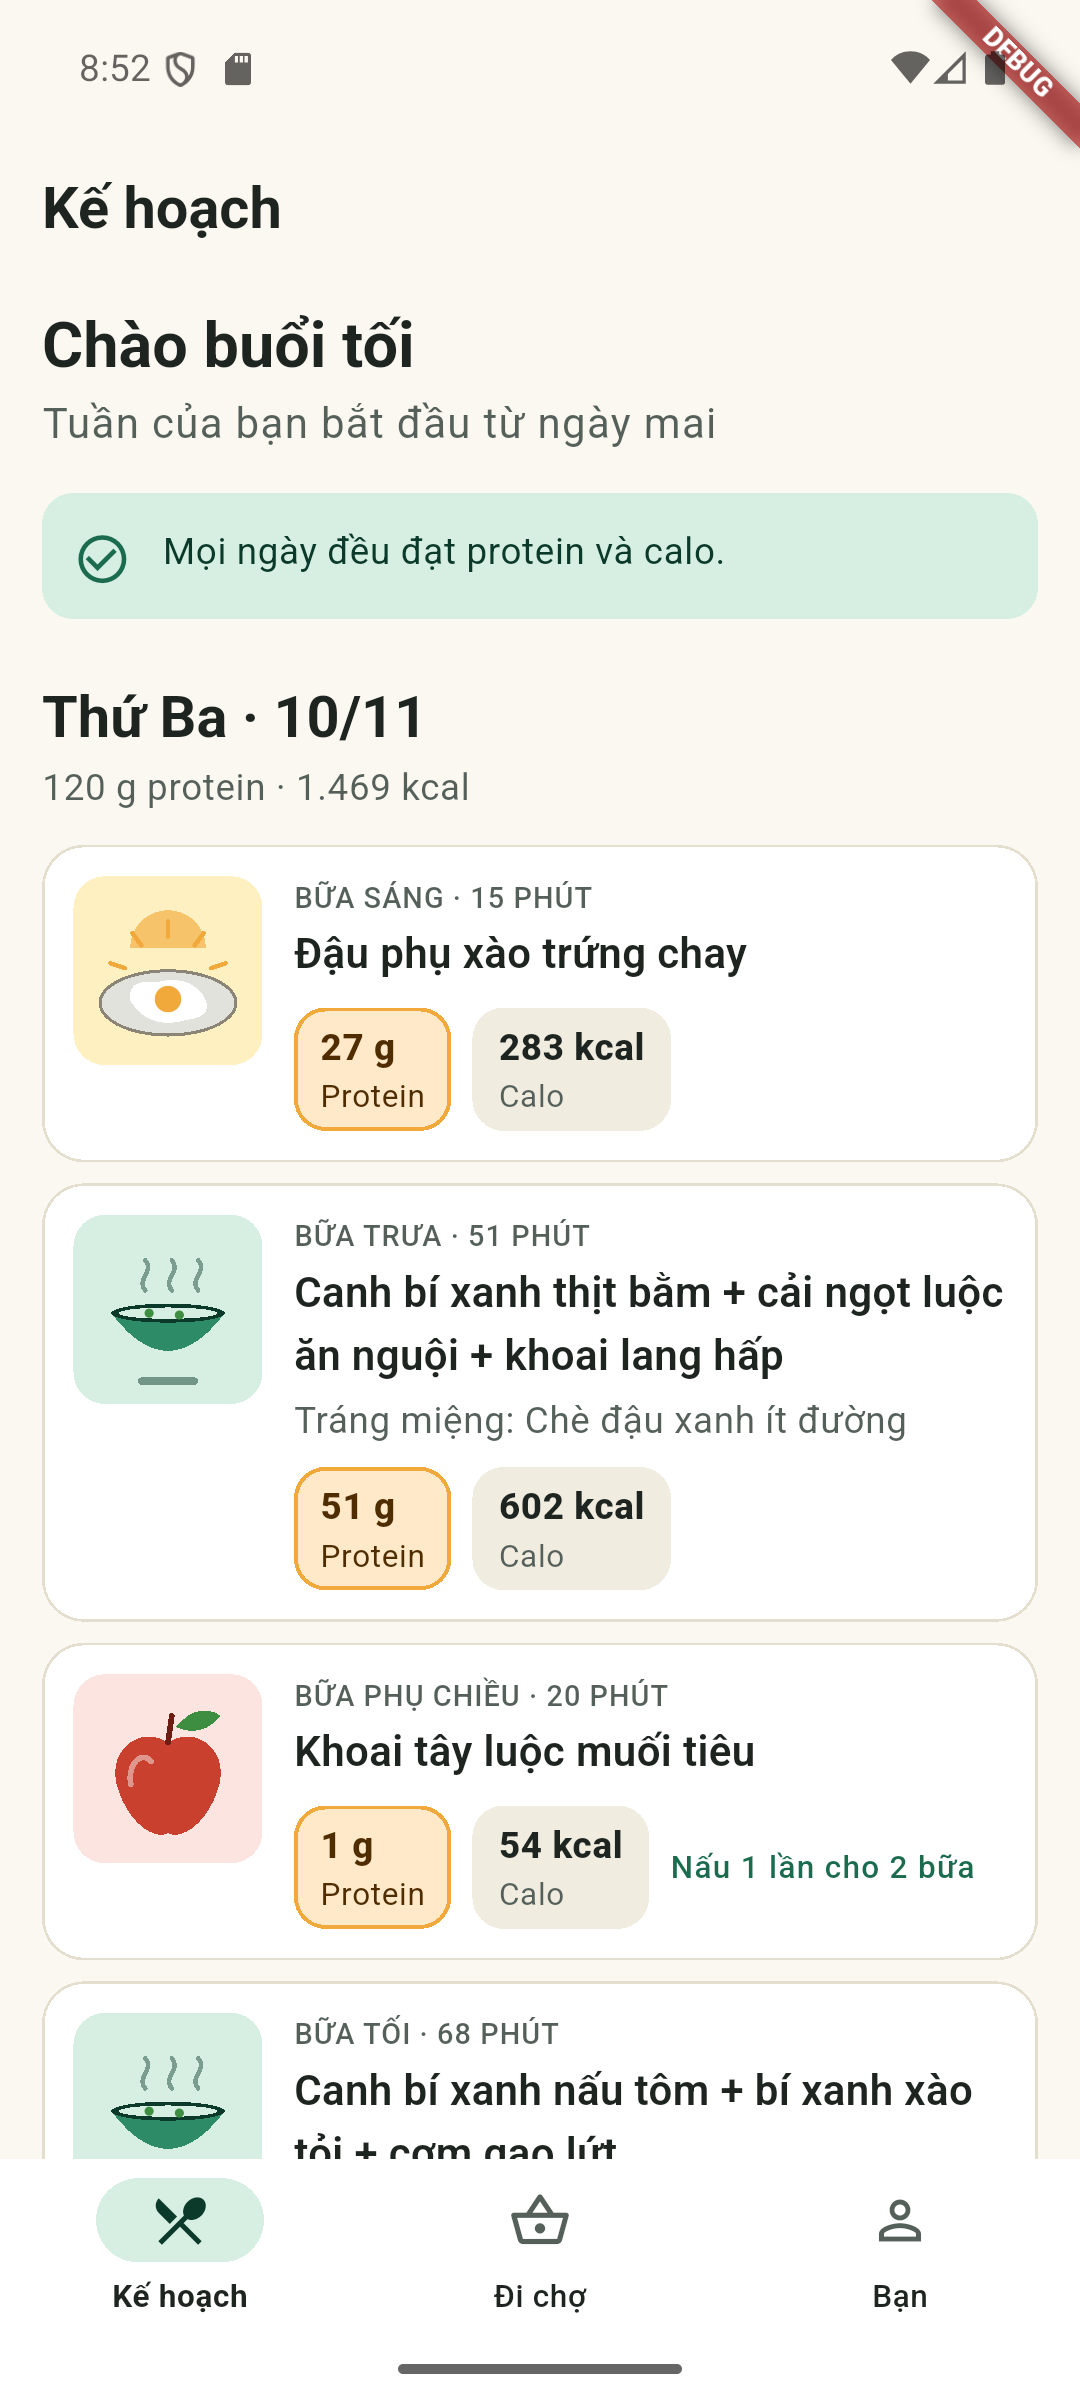 8:52
DEBUG
Kế hoạch
Chào buổi tối
Tuần của bạn bắt đầu từ ngày mai
Mọi ngày đều đạt protein và calo.
Thứ Ba · 10/11
120 g protein · 1.469 kcal
BỮA SÁNG · 15 PHÚT
Đậu phụ xào trứng chay
27 g
Protein
283 kcal
Calo
BỮA TRƯA · 51 PHÚT
Canh bí xanh thịt bằm + cải ngọt luộc
ăn nguội + khoai lang hấp
Tráng miệng: Chè đậu xanh ít đường
51 g
Protein
602 kcal
Calo
BỮA PHỤ CHIỀU · 20 PHÚT
Khoai tây luộc muối tiêu
1 g
Protein
54 kcal
Calo
Nấu 1 lần cho 2 bữa
BỮA TỐI · 68 PHÚT
Canh bí xanh nấu tôm + bí xanh xào
tỏi + cơm gạo lứt
Kế hoạch
Đi chợ
Bạn